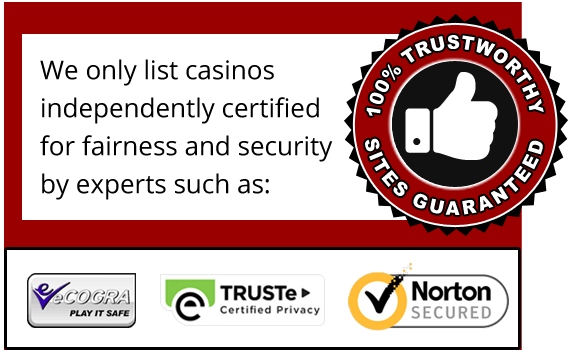 We only list casinos
independently certified
for fairness and security
by experts such as:
100% TRUSTWORTHY
SITES GUARANTEED
eCOGRA
PLAY IT SAFE
TRUSTe
Certified Privacy
Norton
SECURED